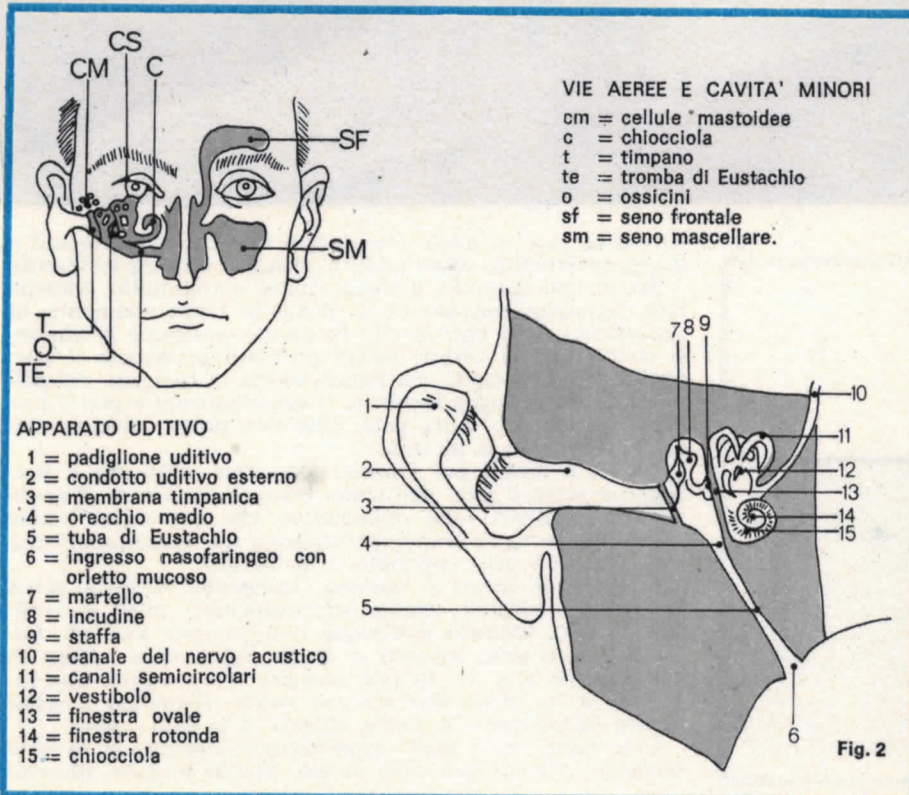 CS
CM C
SF
SM
T
O
TE
VIE AEREE E CAVITA' MINORI
cm = cellule mastoidee
c = chiocciola
t = timpano
te = tromba di Eustachio
o = ossicini
sf = seno frontale
sm = seno mascellare.
APPARATO UDITIVO
1 = padiglione uditivo
2 = condotto uditivo esterno
3 = membrana timpanica
4 = orecchio medio
5 = tuba di Eustachio
6 = ingresso nasofaringeo con
orletto mucoso
7 = martello
8 = incudine
9 = staffa
10 = canale del nervo acustico
11 = canali semicircolari
12 = vestibolo
13 = finestra ovale
14 = finestra rotonda
15 = chiocciola
7 8 9
1
10
11
2
12
13
3
14
15
4
5
6
Fig. 2